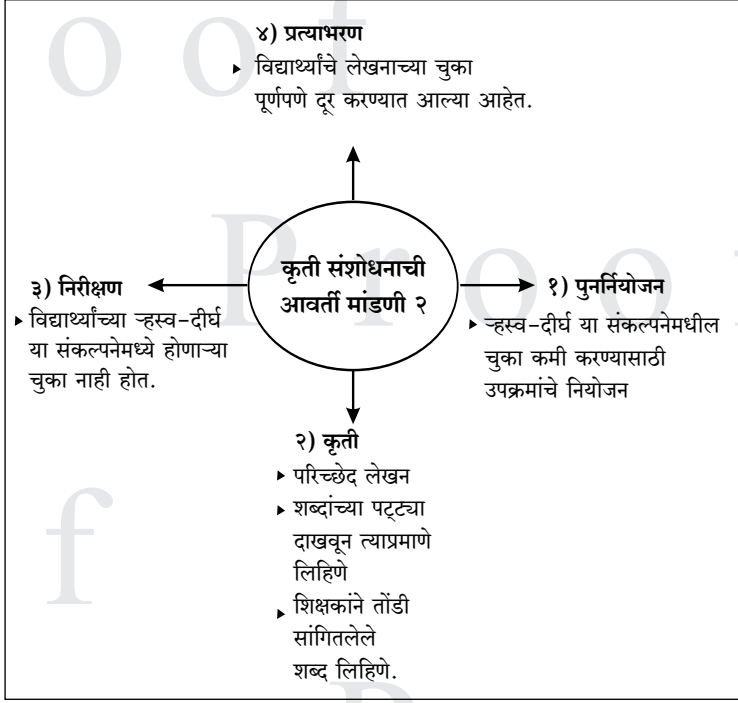 ४) प्रत्याभरण
▸ विद्यार्थ्यांचे लेखनाच्या चुका
पूर्णपणे दूर करण्यात आल्या आहेत.
कृती संशोधनाची
आवर्ती मांडणी २
३) निरीक्षण
▸ विद्यार्थ्यांच्या ऱ्हस्व-दीर्घ
या संकल्पनेमध्ये होणाऱ्या
चुका नाही होत.
१) पुनर्नियोजन
▸ ऱ्हस्व-दीर्घ या संकल्पनेमधील
चुका कमी करण्यासाठी
उपक्रमांचे नियोजन
२) कृती
▸ परिच्छेद लेखन
▸ शब्दांच्या पट्ट्या
दाखवून त्याप्रमाणे
लिहिणे
▸ शिक्षकांने तोंडी
सांगितलेले
शब्द लिहिणे.
o o f
P r o o f
f
P